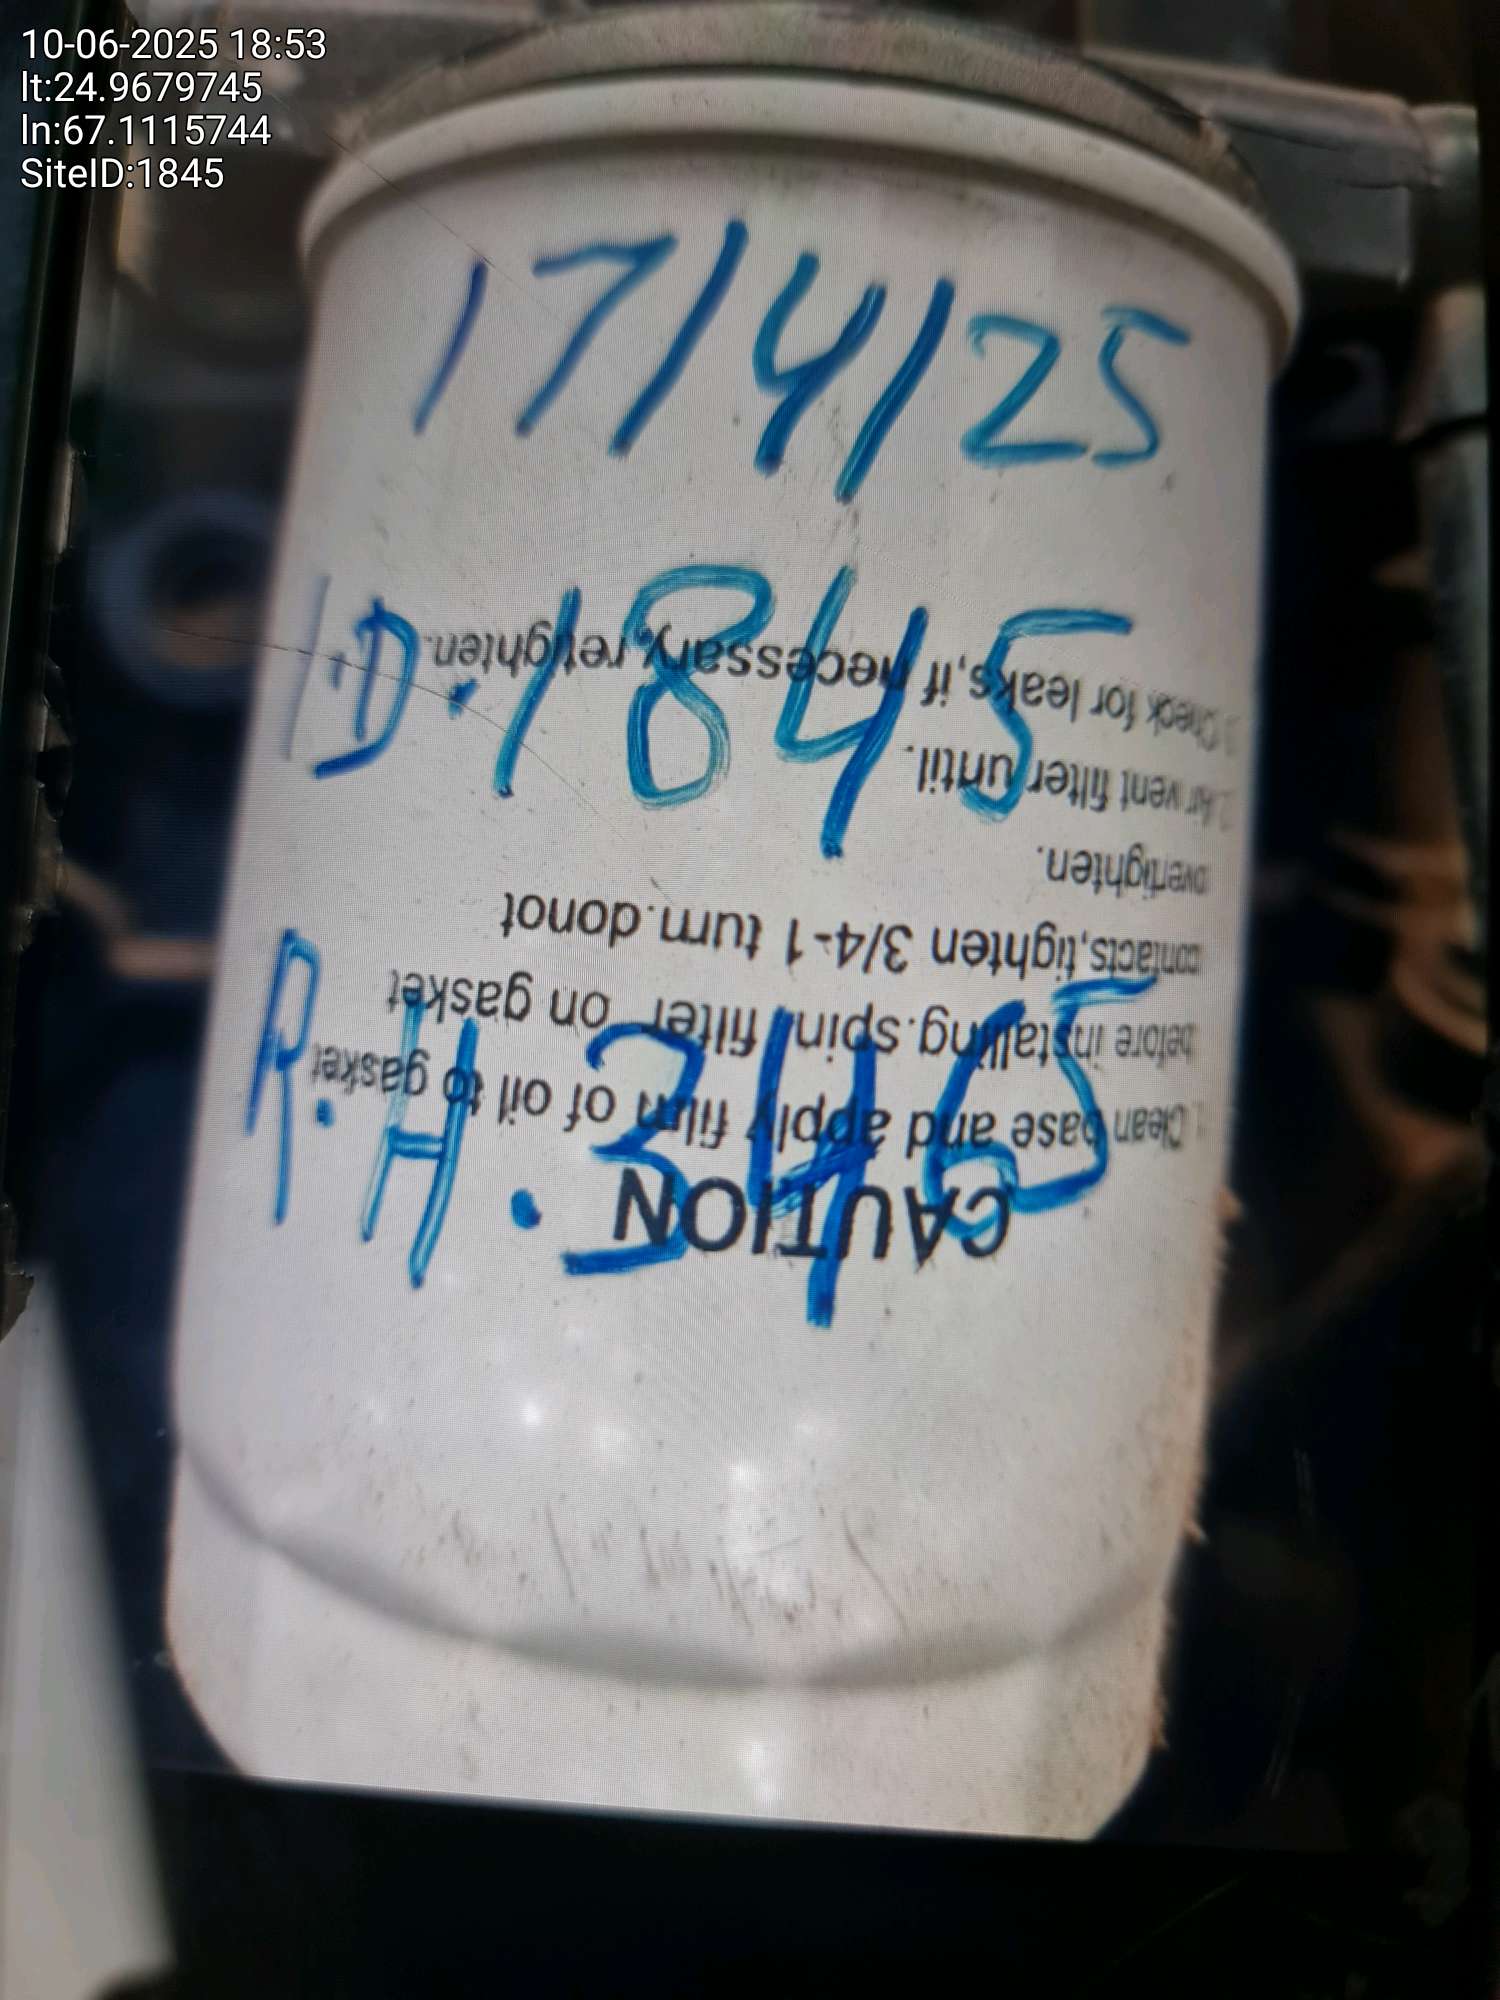 10-06-2025 18:53
lt:24.9679745
ln:67.1115744
SiteID:1845
17/4/25
I.D.1845
R.H.3465
CAUTION
1. Clean base and apply film of oil to gasket
before installing.spin filter on gasket
contacts,tighten 3/4-1 turn.donot
overtighten.
2. Air vent filter until.
3. Check for leaks,if necessary, retighten.